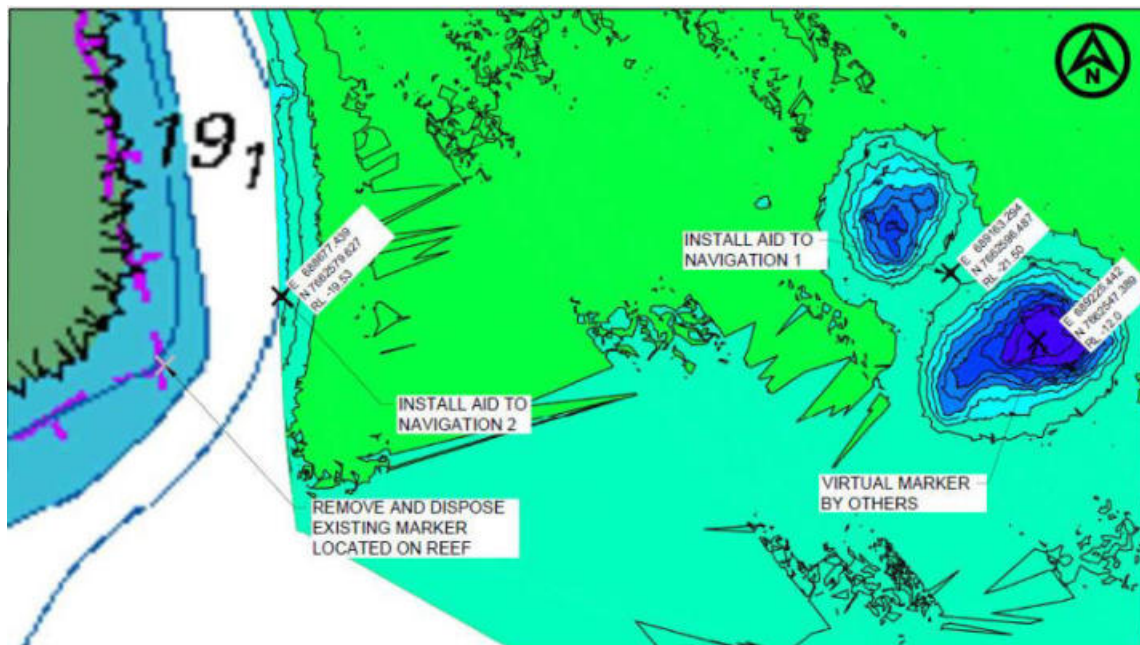 N
19₁
E 688677.439
N 7662579.627
RL -19.53
INSTALL AID TO
NAVIGATION 1
E 689163.294
N 7662596.487
RL -21.50
E 689225.442
N 7662547.389
RL -12.0
INSTALL AID TO
NAVIGATION 2
VIRTUAL MARKER
BY OTHERS
REMOVE AND DISPOSE
EXISTING MARKER
LOCATED ON REEF